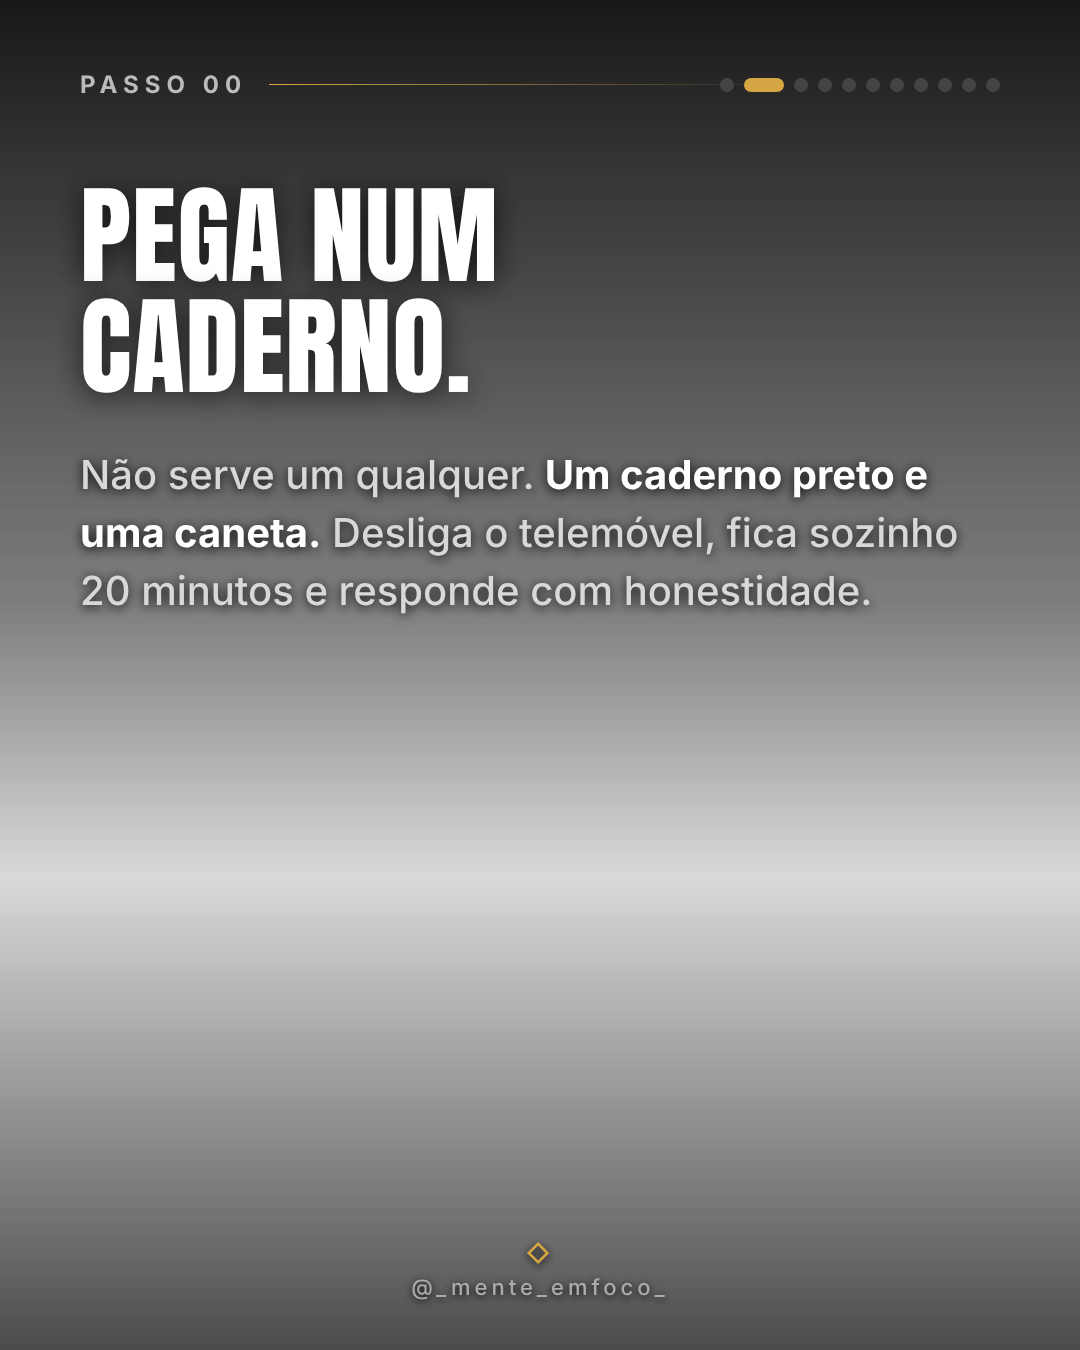 PASSO 00
PEGA NUM
CADERNO.
Não serve um qualquer. Um caderno preto e
uma caneta. Desliga o telemóvel, fica sozinho
20 minutos e responde com honestidade.
@_mente_emfoco_